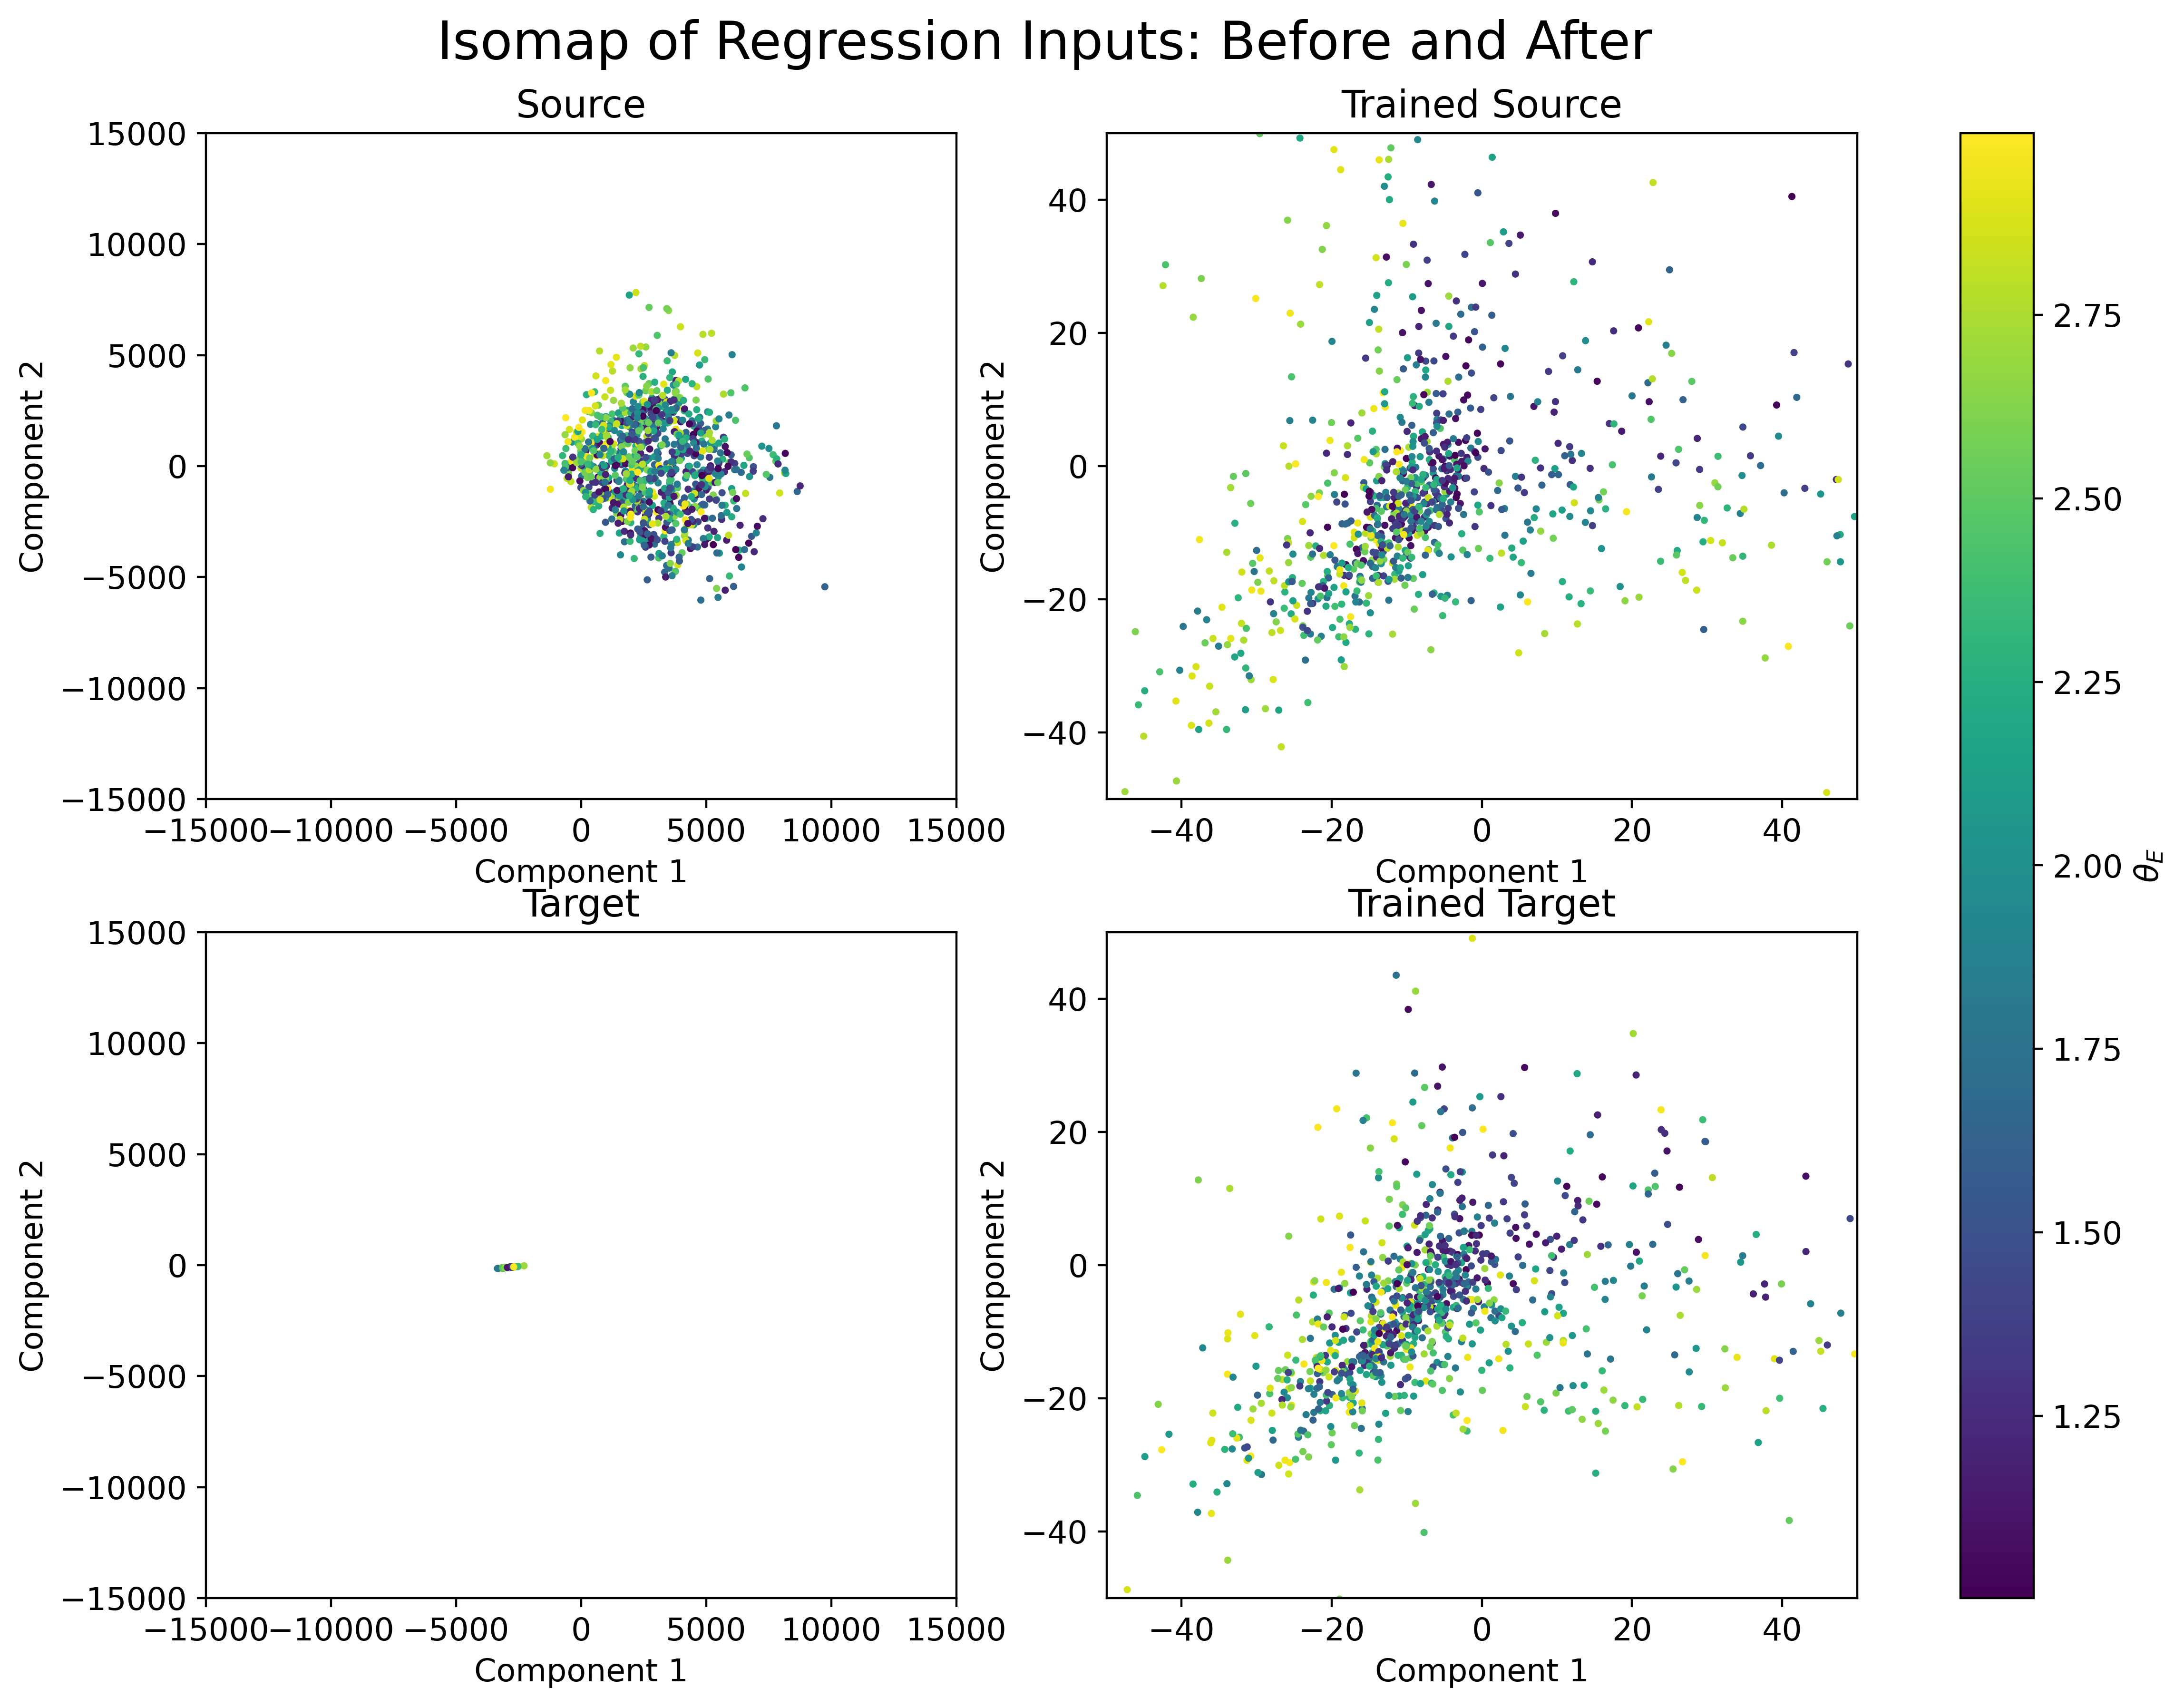 Isomap of Regression Inputs: Before and After
Source
Component 2
15000
10000
5000
0
−5000
−10000
−15000
−15000 −10000 −5000 0 5000 10000 15000
Component 1
Trained Source
Component 2
40
20
0
−20
−40
−40 −20 0 20 40
Component 1
Target
Component 2
15000
10000
5000
0
−5000
−10000
−15000
−15000 −10000 −5000 0 5000 10000 15000
Component 1
Trained Target
Component 2
40
20
0
−20
−40
−40 −20 0 20 40
Component 1
2.75
2.50
2.25
2.00
1.75
1.50
1.25
θE